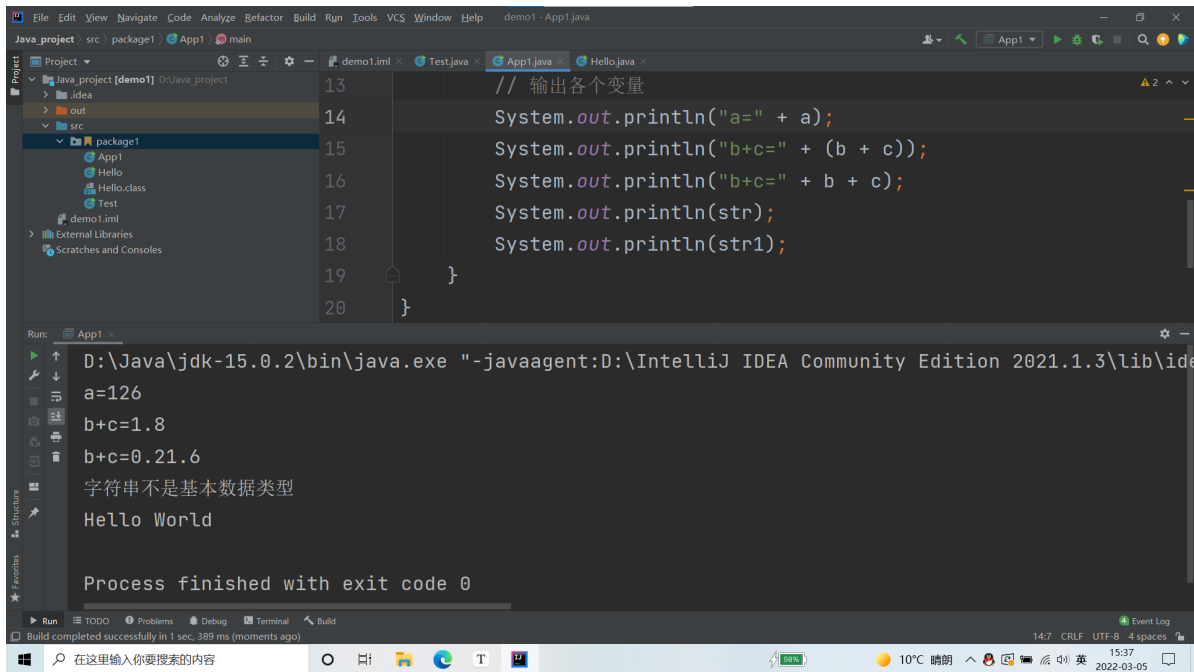 File Edit View Navigate Code Analyze Refactor Build Run Tools VCS Window Help demo1 - App1.java
Java_project src package1 App1 main App1
Project
demo1.iml Test.java App1.java Hello.java
Project
Java_project [demo1] D:\Java_project
.idea
out
src
package1
App1
Hello
Hello.class
Test
demo1.iml
External Libraries
Scratches and Consoles
2
13 // 输出各个变量
14 System.out.println("a=" + a);
15 System.out.println("b+c=" + (b + c));
16 System.out.println("b+c=" + b + c);
17 System.out.println(str);
18 System.out.println(str1);
19 }
20 }
Run: App1
D:\Java\jdk-15.0.2\bin\java.exe "-javaagent:D:\IntelliJ IDEA Community Edition 2021.1.3\lib\ide
a=126
b+c=1.8
b+c=0.21.6
字符串不是基本数据类型
Hello World
Process finished with exit code 0
Structure
Favorites
Run TODO Problems Debug Terminal Build 4 Event Log
Build completed successfully in 1 sec, 389 ms (moments ago) 14:7 CRLF UTF-8 4 spaces
在这里输入你要搜索的内容 T 98% 10°C 晴朗 英 15:37
2022-03-05